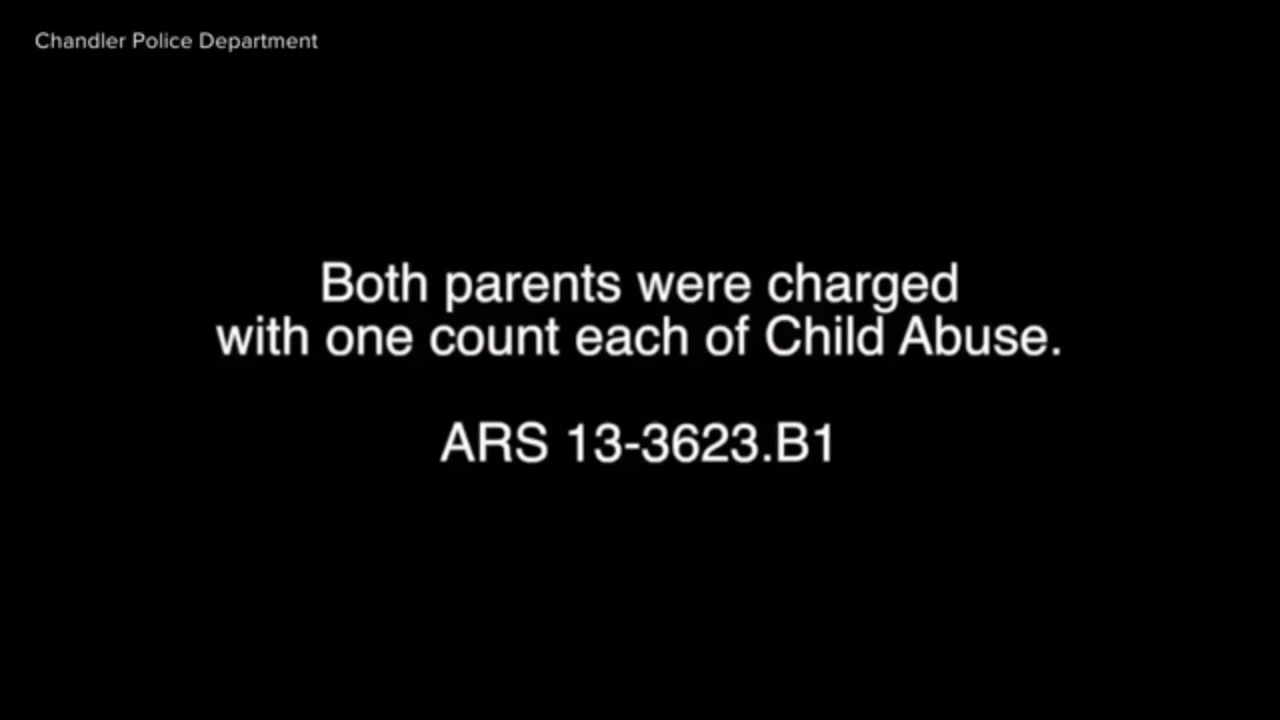 Chandler Police Department
Both parents were charged
with one count each of Child Abuse.
ARS 13-3623.B1